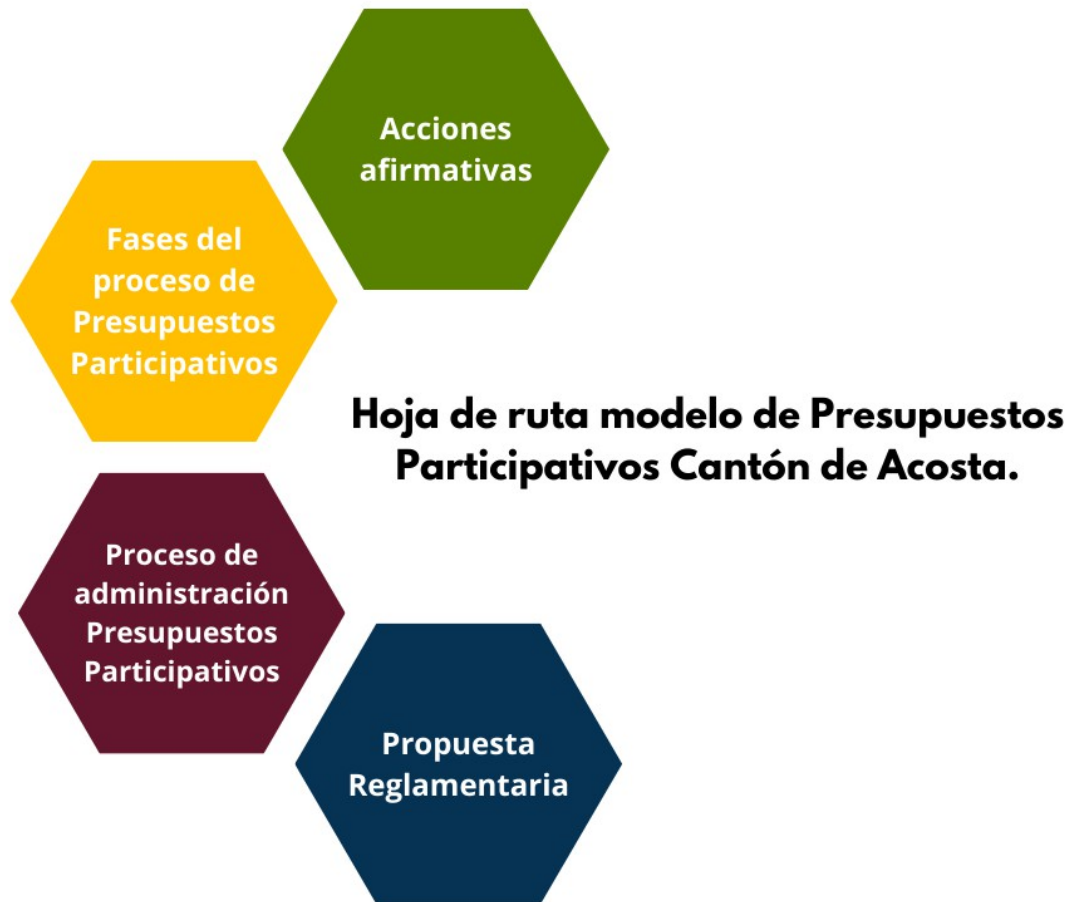 Acciones
afirmativas
Fases del
proceso de
Presupuestos
Participativos
Hoja de ruta modelo de Presupuestos
Participativos Cantón de Acosta.
Proceso de
administración
Presupuestos
Participativos
Propuesta
Reglamentaria